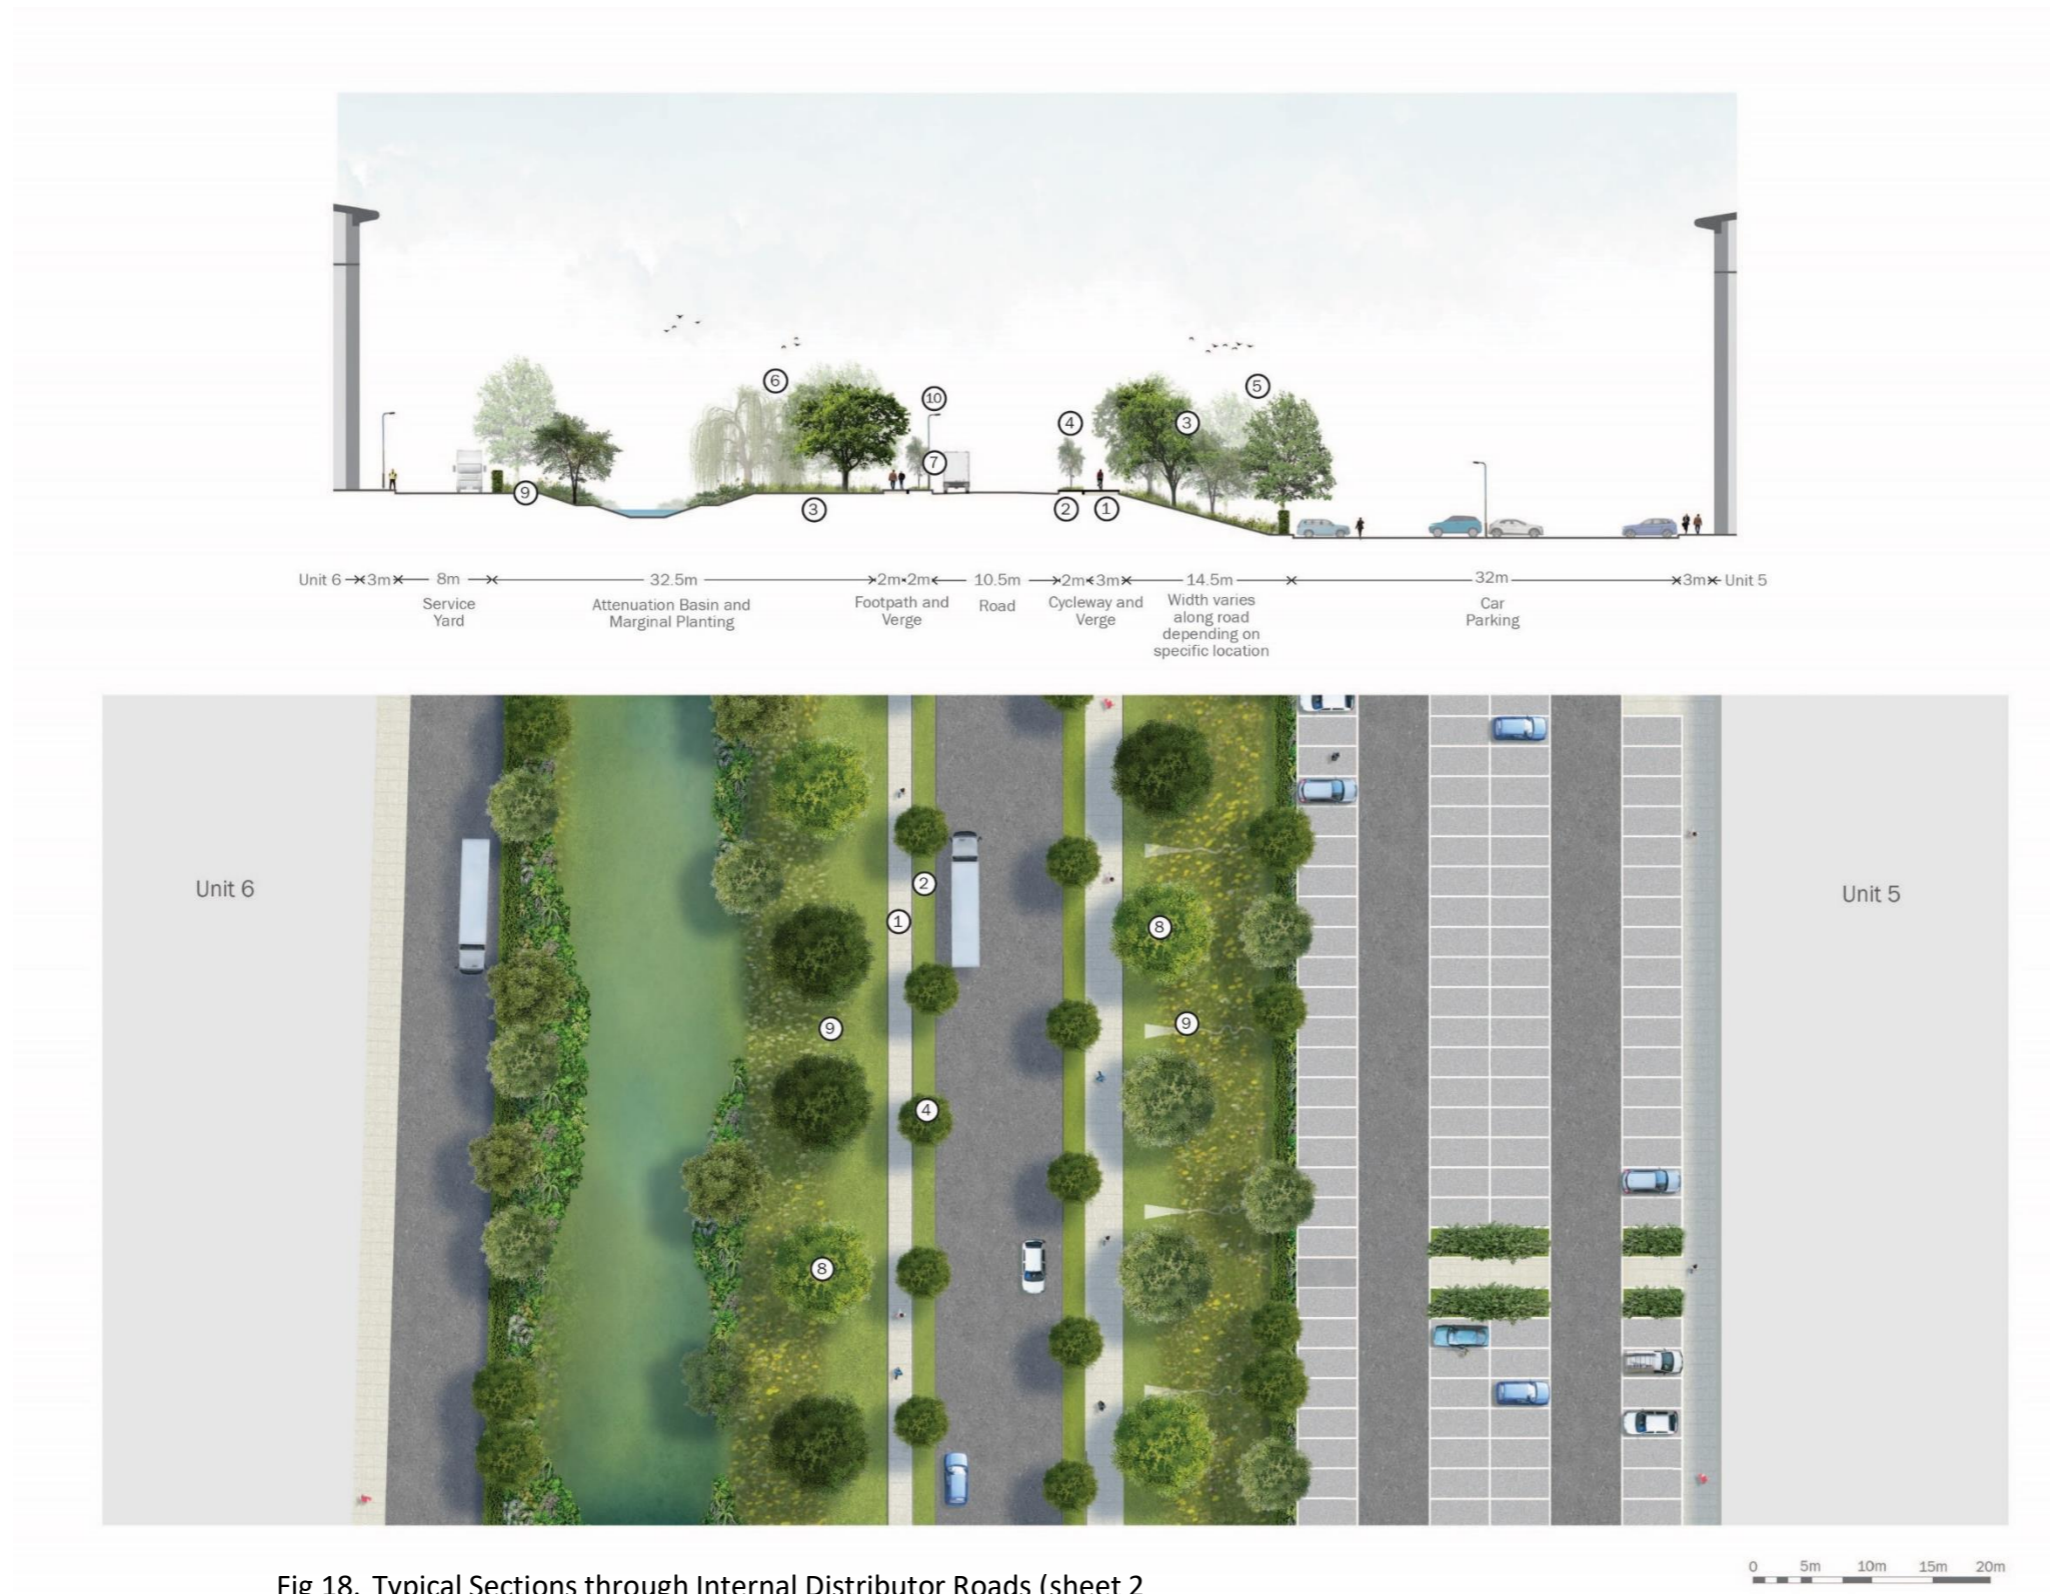 6
5
10
4
3
7
9
3
2
1
Unit 6 3m 8m 32.5m 2m 2m 10.5m 2m 3m 14.5m 32m 3m Unit 5
Service
Yard
Attenuation Basin and
Marginal Planting
Footpath and
Verge
Road
Cycleway and
Verge
Width varies
along road
depending on
specific location
Car
Parking
Unit 6
Unit 5
2
1
8
9
9
4
8
0 5m 10m 15m 20m
Fig 18. Typical Sections through Internal Distributor Roads (sheet 2